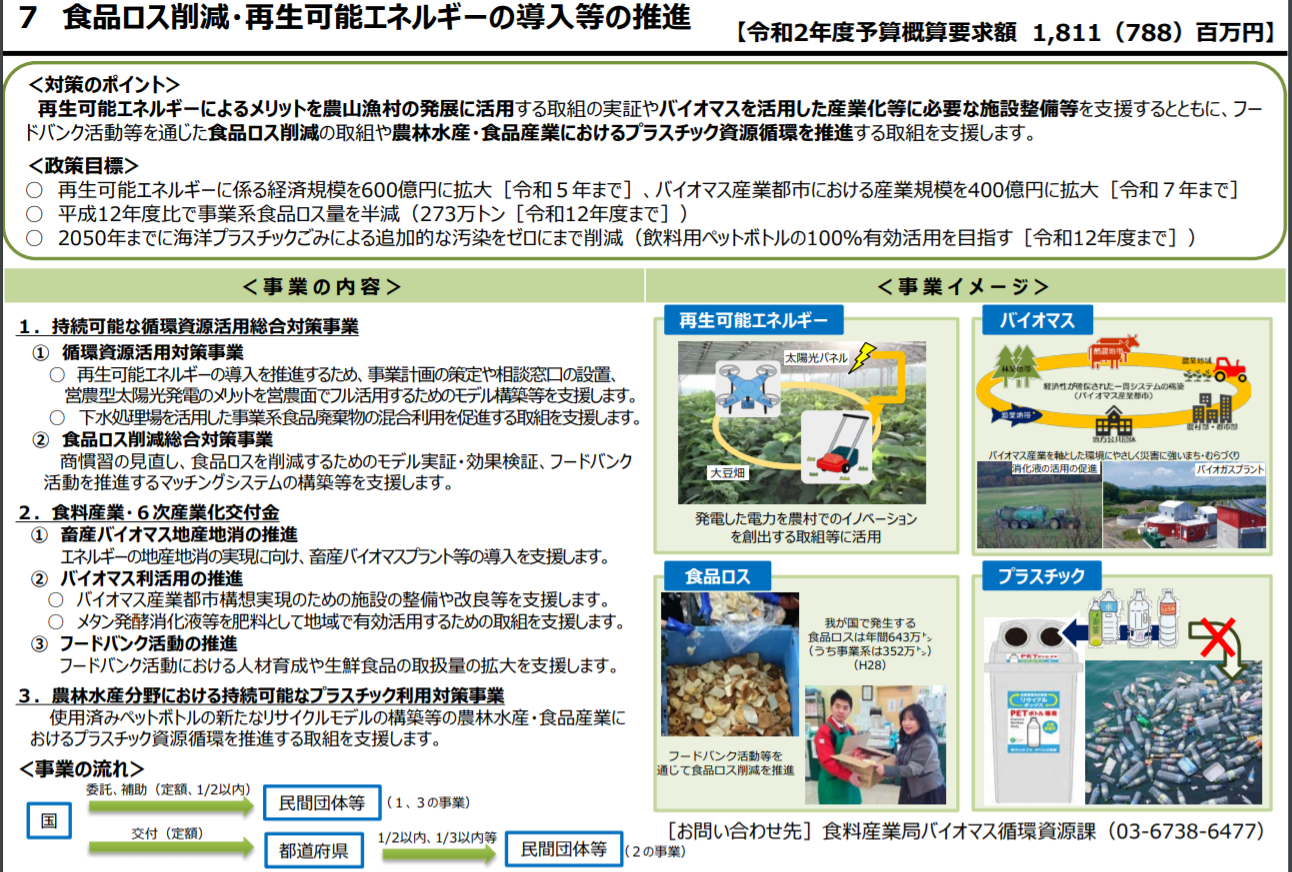 7 食品ロス削減・再生可能エネルギーの導入等の推進
【令和2年度予算概算要求額 1,811(788)百万円】
＜対策のポイント＞
再生可能エネルギーによるメリットを農山漁村の発展に活用する取組の実証やバイオマスを活用した産業化等に必要な施設整備等を支援するとともに、フー
ドバンク活動等を通じた食品ロス削減の取組や農林水産・食品産業におけるプラスチック資源循環を推進する取組を支援します。
＜政策目標＞
○ 再生可能エネルギーに係る経済規模を600億円に拡大［令和５年まで］、バイオマス産業都市における産業規模を400億円に拡大［令和７年まで］
○ 平成12年度比で事業系食品ロス量を半減（273万トン［令和12年度まで］）
○ 2050年までに海洋プラスチックごみによる追加的な汚染をゼロにまで削減（飲料用ペットボトルの100％有効活用を目指す［令和12年度まで］）
＜事業の内容＞
１．持続可能な循環資源活用総合対策事業
① 循環資源活用対策事業
○ 再生可能エネルギーの導入を推進するため、事業計画の策定や相談窓口の設置、
営農型太陽光発電のメリットを営農面でフル活用するためのモデル構築等を支援します。
○ 下水処理場を活用した事業系食品廃棄物の混合利用を促進する取組を支援します。
② 食品ロス削減総合対策事業
商慣習の見直し、食品ロスを削減するためのモデル実証・効果検証、フードバンク
活動を推進するマッチングシステムの構築等を支援します。
２．食料産業・６次産業化交付金
① 畜産バイオマス地産地消の推進
エネルギーの地産地消の実現に向け、畜産バイオマスプラント等の導入を支援します。
② バイオマス利活用の推進
○ バイオマス産業都市構想実現のための施設の整備や改良等を支援します。
○ メタン発酵消化液等を肥料として地域で有効活用するための取組を支援します。
③ フードバンク活動の推進
フードバンク活動における人材育成や生鮮食品の取扱量の拡大を支援します。
３．農林水産分野における持続可能なプラスチック利用対策事業
使用済みペットボトルの新たなリサイクルモデルの構築等の農林水産・食品産業に
おけるプラスチック資源循環を推進する取組を支援します。
＜事業の流れ＞
国
委託、補助（定額、1/2以内）
民間団体等
（１、３の事業）
交付（定額）
都道府県
1/2以内、1/3以内等
民間団体等
（２の事業）
＜事業イメージ＞
再生可能エネルギー
太陽光パネル
大豆畑
発電した電力を農村でのイノベーション
を創出する取組等に活用
バイオマス
林業地帯
酪農地帯
農業地域
経済性が確保された一貫システムの構築
（バイオマス産業都市）
漁業地帯
地方公共団体
農村部・都市部
バイオマス産業を軸とした環境にやさしく災害に強いまち・むらづくり
消化液の活用の促進
バイオガスプラント
食品ロス
我が国で発生する
食品ロスは年間643万㌧
（うち事業系は352万㌧）
（H28）
フードバンク活動等を
通じて食品ロス削減を推進
プラスチック
水
リサイクル
PETボトル専用
［お問い合わせ先］食料産業局バイオマス循環資源課（03-6738-6477）